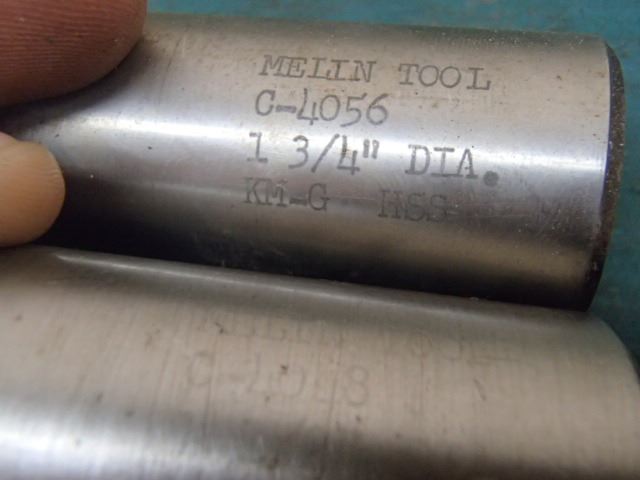 MELIN TOOL
C-4056
1 3/4" DIA.
KM-G HSS